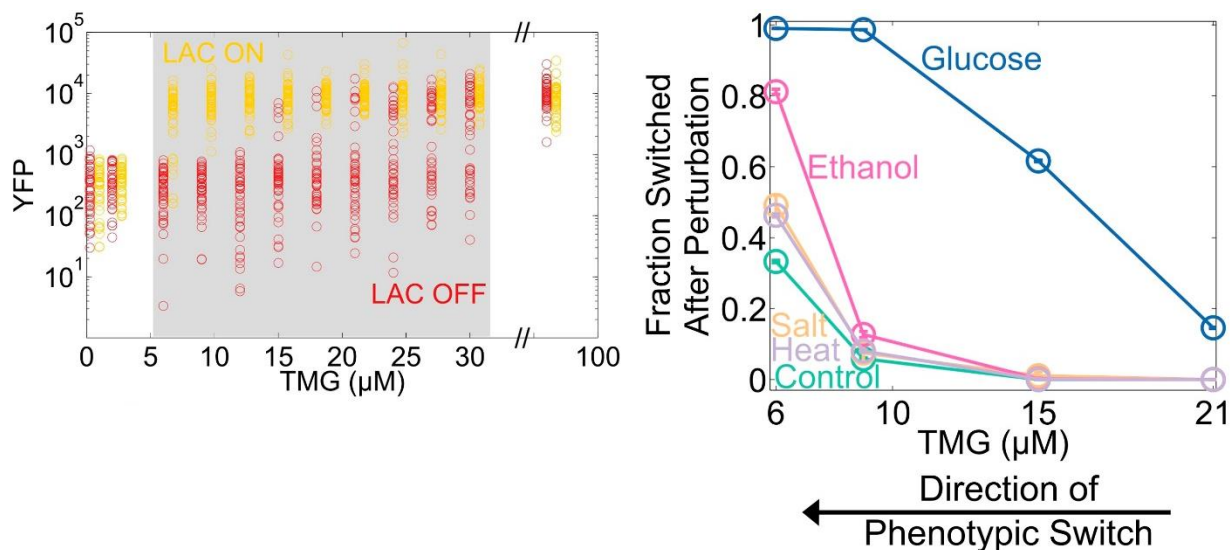 10^5
//
LAC ON
10^4
10^3
YFP
10^2
10^1
LAC OFF
//
0 5 10 15 20 25 30 100
TMG (µM)
1
Glucose
0.8
Ethanol
0.6
0.4
0.2
0
Fraction Switched
After Perturbation
Salt
Heat
Control
6 10 15 21
TMG (µM)
Direction of
Phenotypic Switch